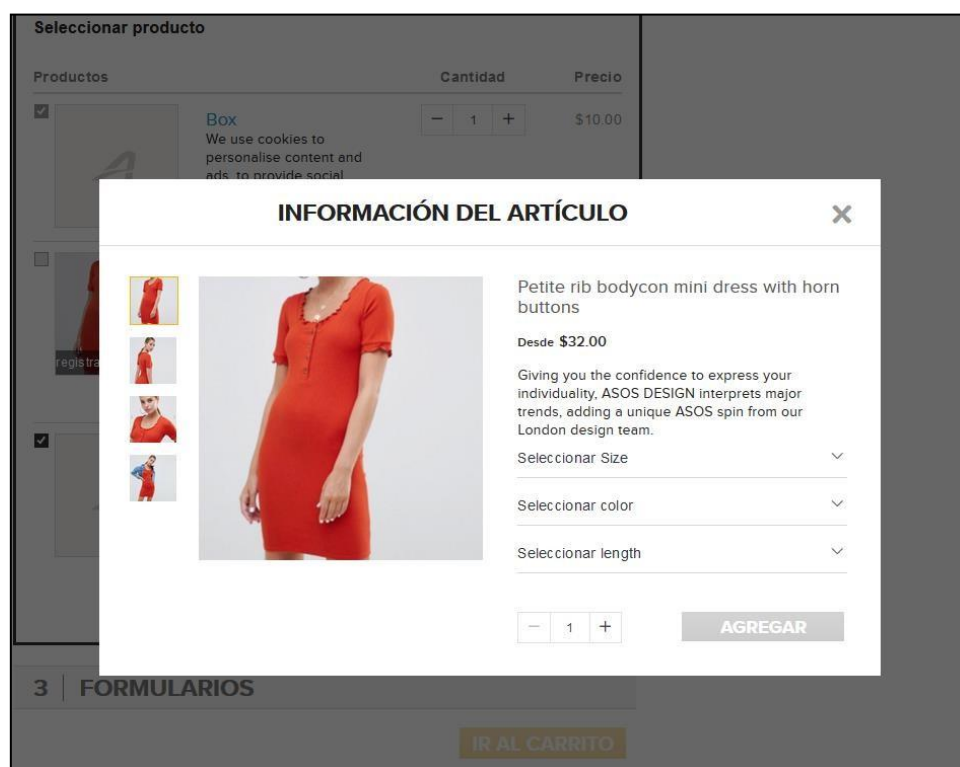 Seleccionar producto
Productos Cantidad Precio
Box − 1 + $10.00
We use cookies to
personalise content and
ads, to provide social
INFORMACIÓN DEL ARTÍCULO
Petite rib bodycon mini dress with horn
buttons
Desde $32.00
Giving you the confidence to express your
individuality, ASOS DESIGN interprets major
trends, adding a unique ASOS spin from our
London design team.
Seleccionar Size
Seleccionar color
Seleccionar length
− 1 + AGREGAR
3 | FORMULARIOS
IR AL CARRITO